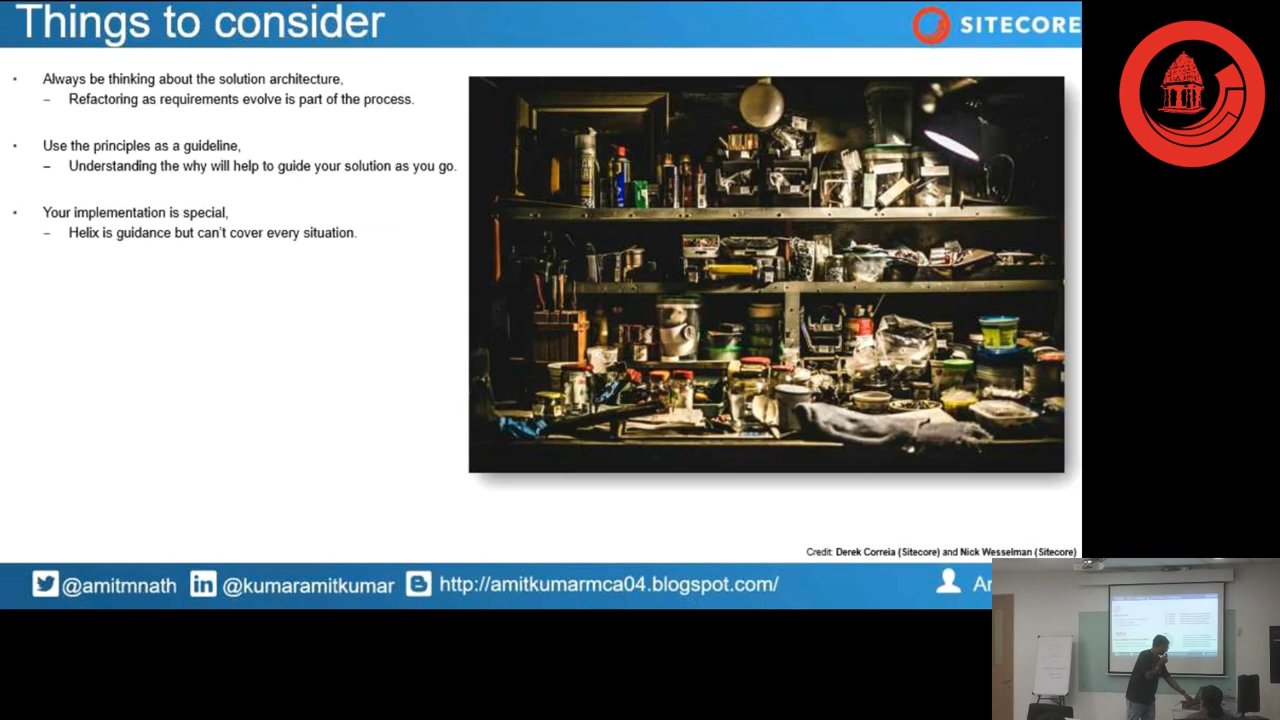 Things to consider
SITECORE
• Always be thinking about the solution architecture,
– Refactoring as requirements evolve is part of the process.
• Use the principles as a guideline,
– Understanding the why will help to guide your solution as you go.
• Your implementation is special,
– Helix is guidance but can't cover every situation.
Credit: Derek Correia (Sitecore) and Nick Wesselman (Sitecore)
@amitmnath @kumaramitkumar http://amitkumarmca04.blogspot.com/